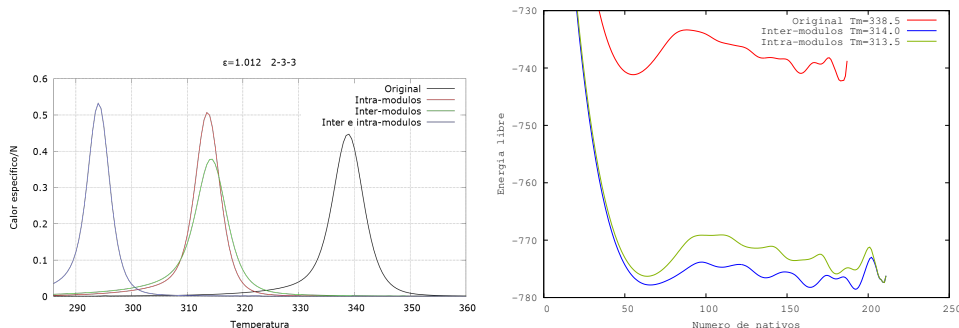 ε=1.012 2-3-3
Original
Intra-modulos
Inter-modulos
Inter e intra-modulos
0.6
0.5
0.4
0.3
0.2
0.1
0
Calor específico/N
290 300 310 320 330 340 350 360
Temperatura
Original Tm=338.5
Inter-modulos Tm=314.0
Intra-modulos Tm=313.5
-730
-740
-750
-760
-770
-780
Energia libre
0 50 100 150 200 250
Numero de nativos